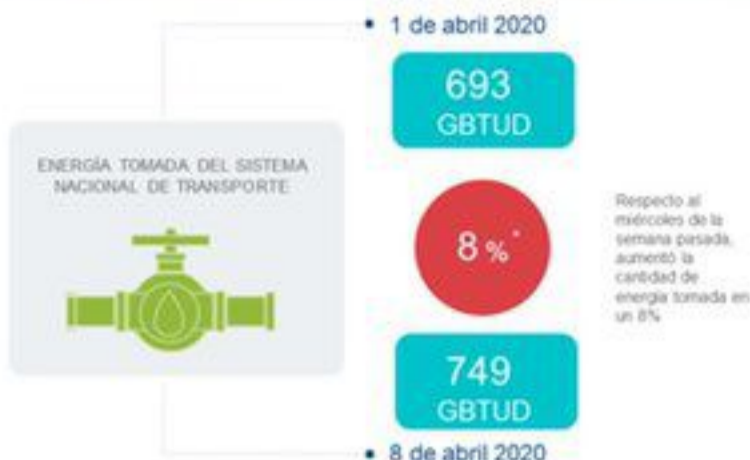 1 de abril 2020
693
GBTUD
ENERGÍA TOMADA DEL SISTEMA
NACIONAL DE TRANSPORTE
8 %*
Respecto al
miércoles de la
semana pasada,
aumentó la
cantidad de
energía tomada en
un 8%
749
GBTUD
8 de abril 2020